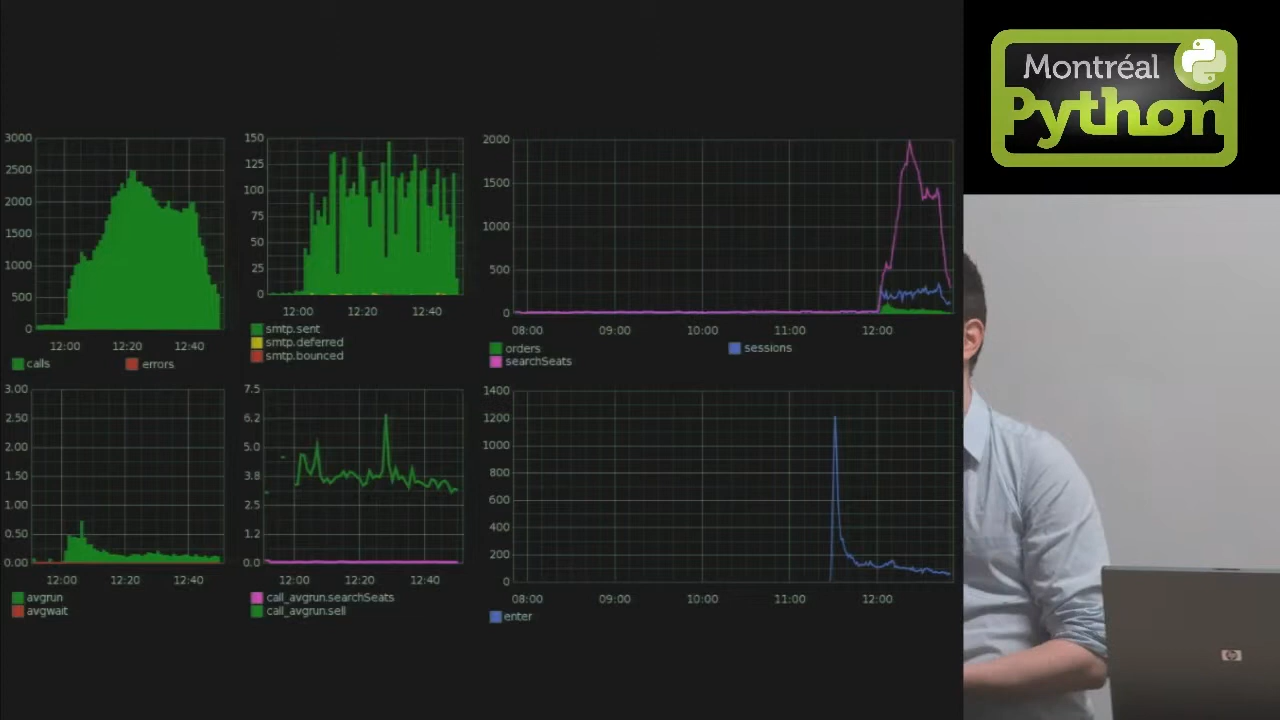 Montréal
Python
3000
2500
2000
1500
1000
500
0
12:00 12:20 12:40
calls errors
150
125
100
75
50
25
0
12:00 12:20 12:40
smtp.sent
smtp.deferred
smtp.bounced
2000
1500
1000
500
0
08:00 09:00 10:00 11:00 12:00
orders sessions
searchSeats
3.00
2.50
2.00
1.50
1.00
0.50
0.00
12:00 12:20 12:40
avgrun
avgwait
7.5
6.2
5.0
3.8
2.5
1.2
0.0
12:00 12:20 12:40
call_avgrun.searchSeats
call_avgrun.sell
1400
1200
1000
800
600
400
200
0
08:00 09:00 10:00 11:00 12:00
enter
hp